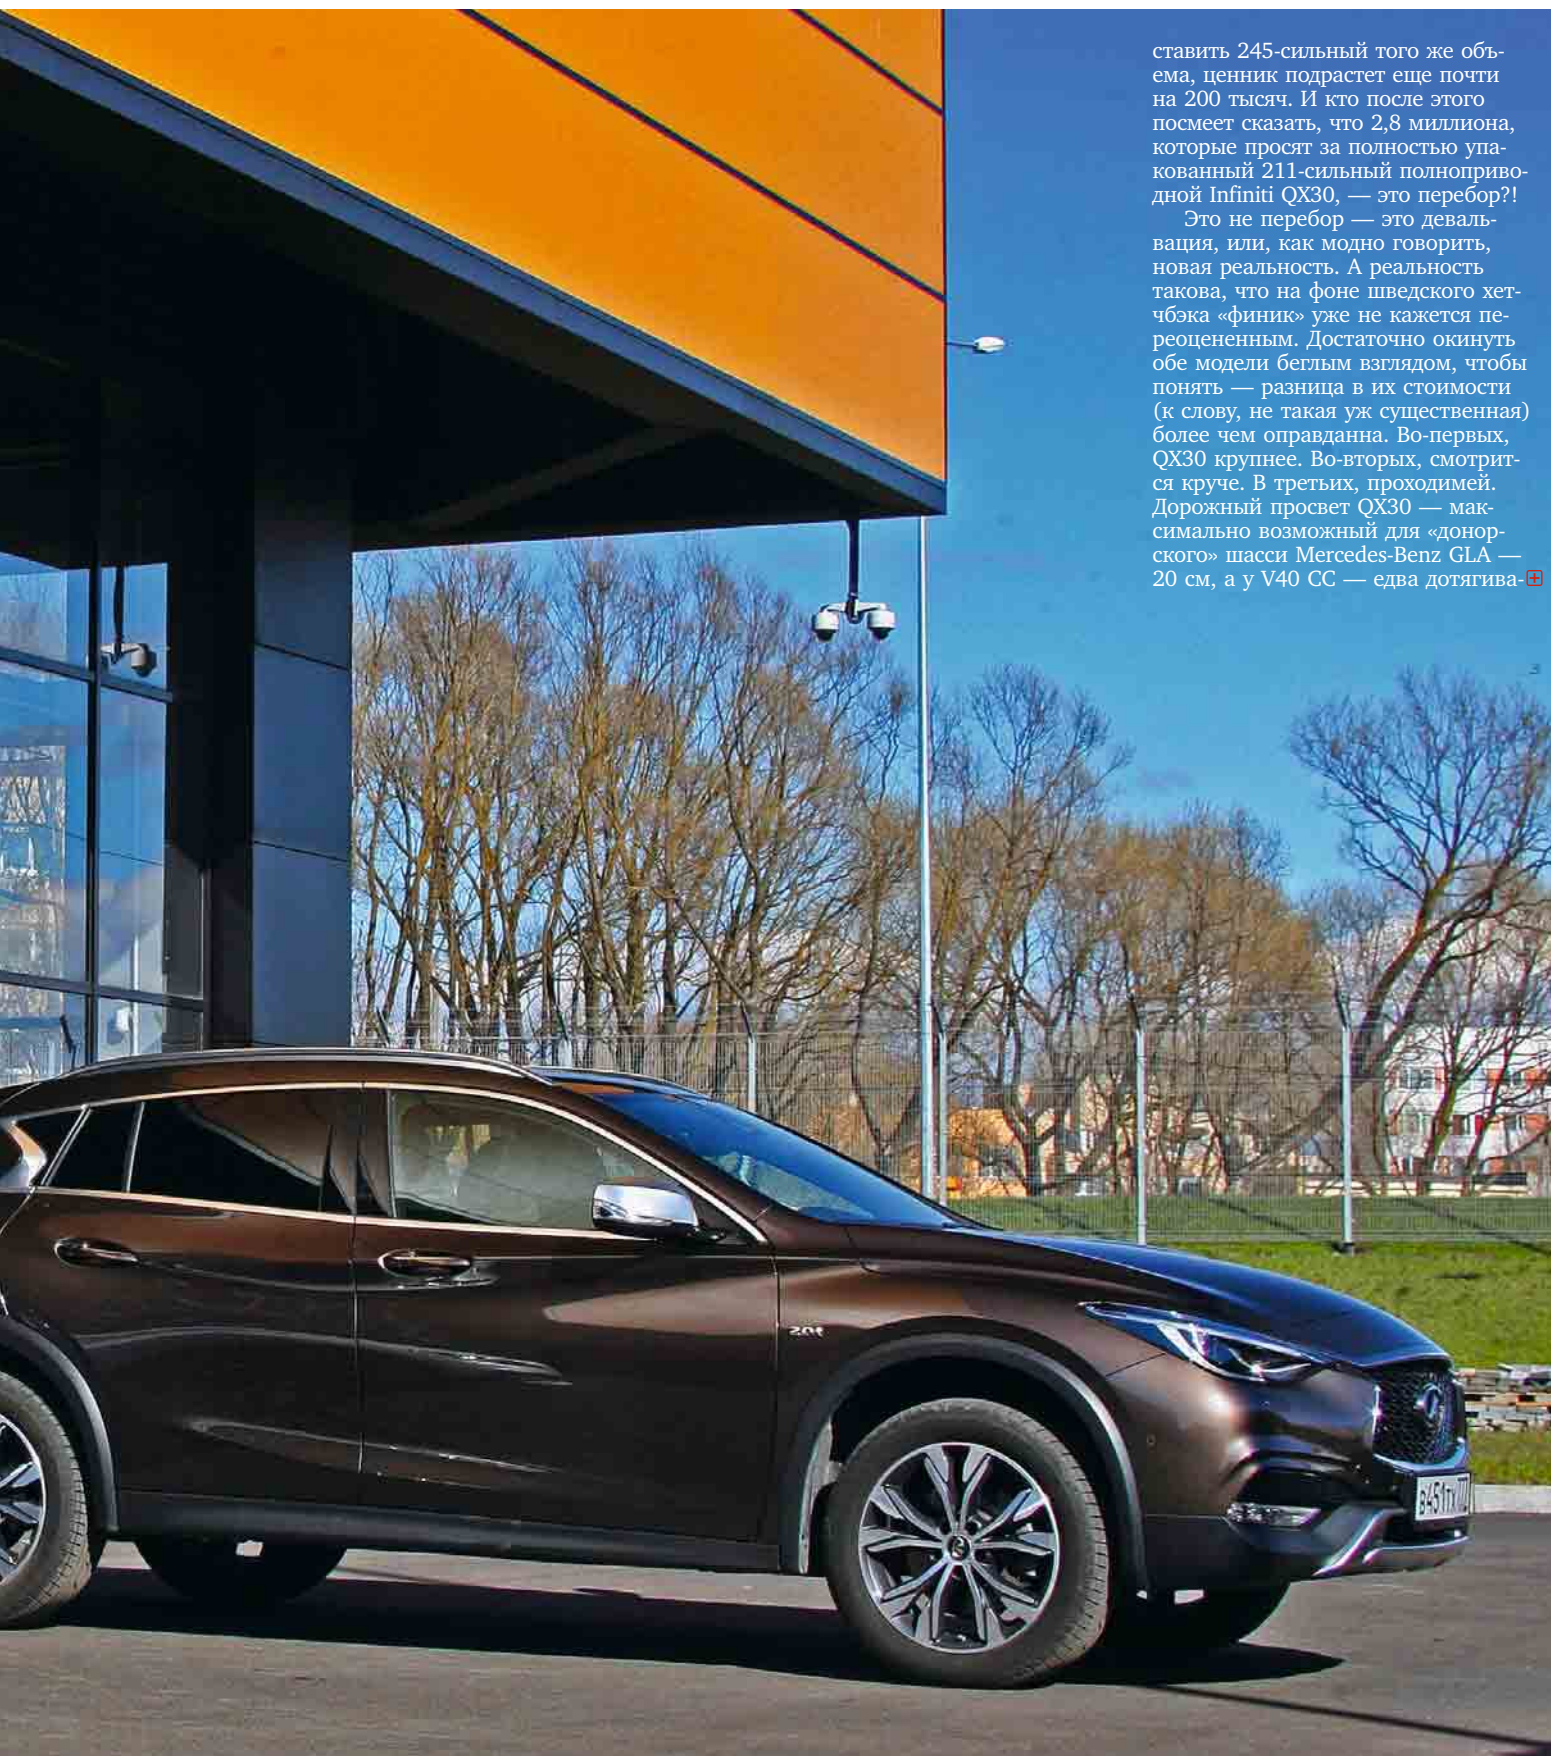 ставить 245-сильный того же объ-
ема, ценник подрастет еще почти
на 200 тысяч. И кто после этого
посмеет сказать, что 2,8 миллиона,
которые просят за полностью упа-
кованный 211-сильный полноприво-
дной Infiniti QX30, — это перебор?!
Это не перебор — это деваль-
вация, или, как модно говорить,
новая реальность. А реальность
такова, что на фоне шведского хет-
чбэка «финик» уже не кажется пе-
реоцененным. Достаточно окинуть
обе модели беглым взглядом, чтобы
понять — разница в их стоимости
(к слову, не такая уж существенная)
более чем оправданна. Во-первых,
QX30 крупнее. Во-вторых, смотрит-
ся круче. В третьих, проходимей.
Дорожный просвет QX30 — мак-
симально возможный для «донор-
ского» шасси Mercedes-Benz GLA —
20 см, а у V40 CC — едва дотягива-
2.0t
В451ТХ777